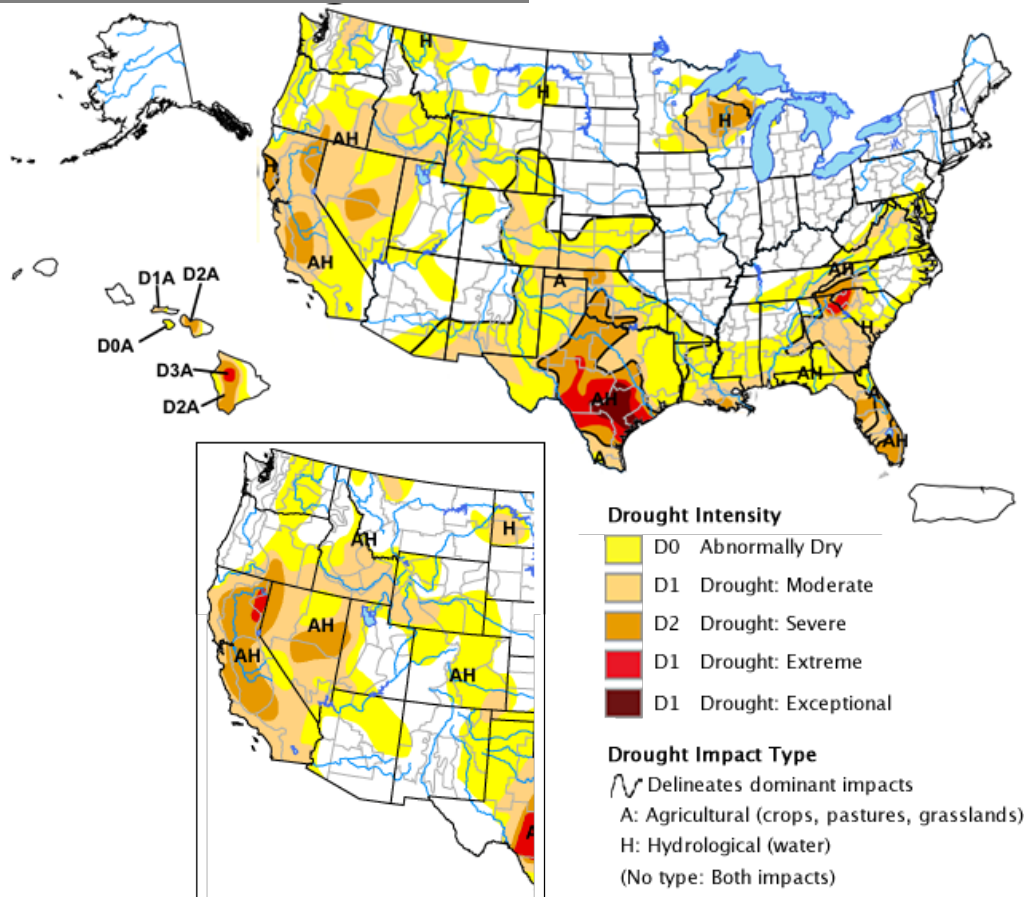 H
H
H
AH
H
AH
A
AH
H
AH
A
AH
AH
A
D1A
D2A
D0A
D3A
D2A
H
AH
AH
AH
AH
A
Drought Intensity
D0 Abnormally Dry
D1 Drought: Moderate
D2 Drought: Severe
D1 Drought: Extreme
D1 Drought: Exceptional
Drought Impact Type
Delineates dominant impacts
A: Agricultural (crops, pastures, grasslands)
H: Hydrological (water)
(No type: Both impacts)